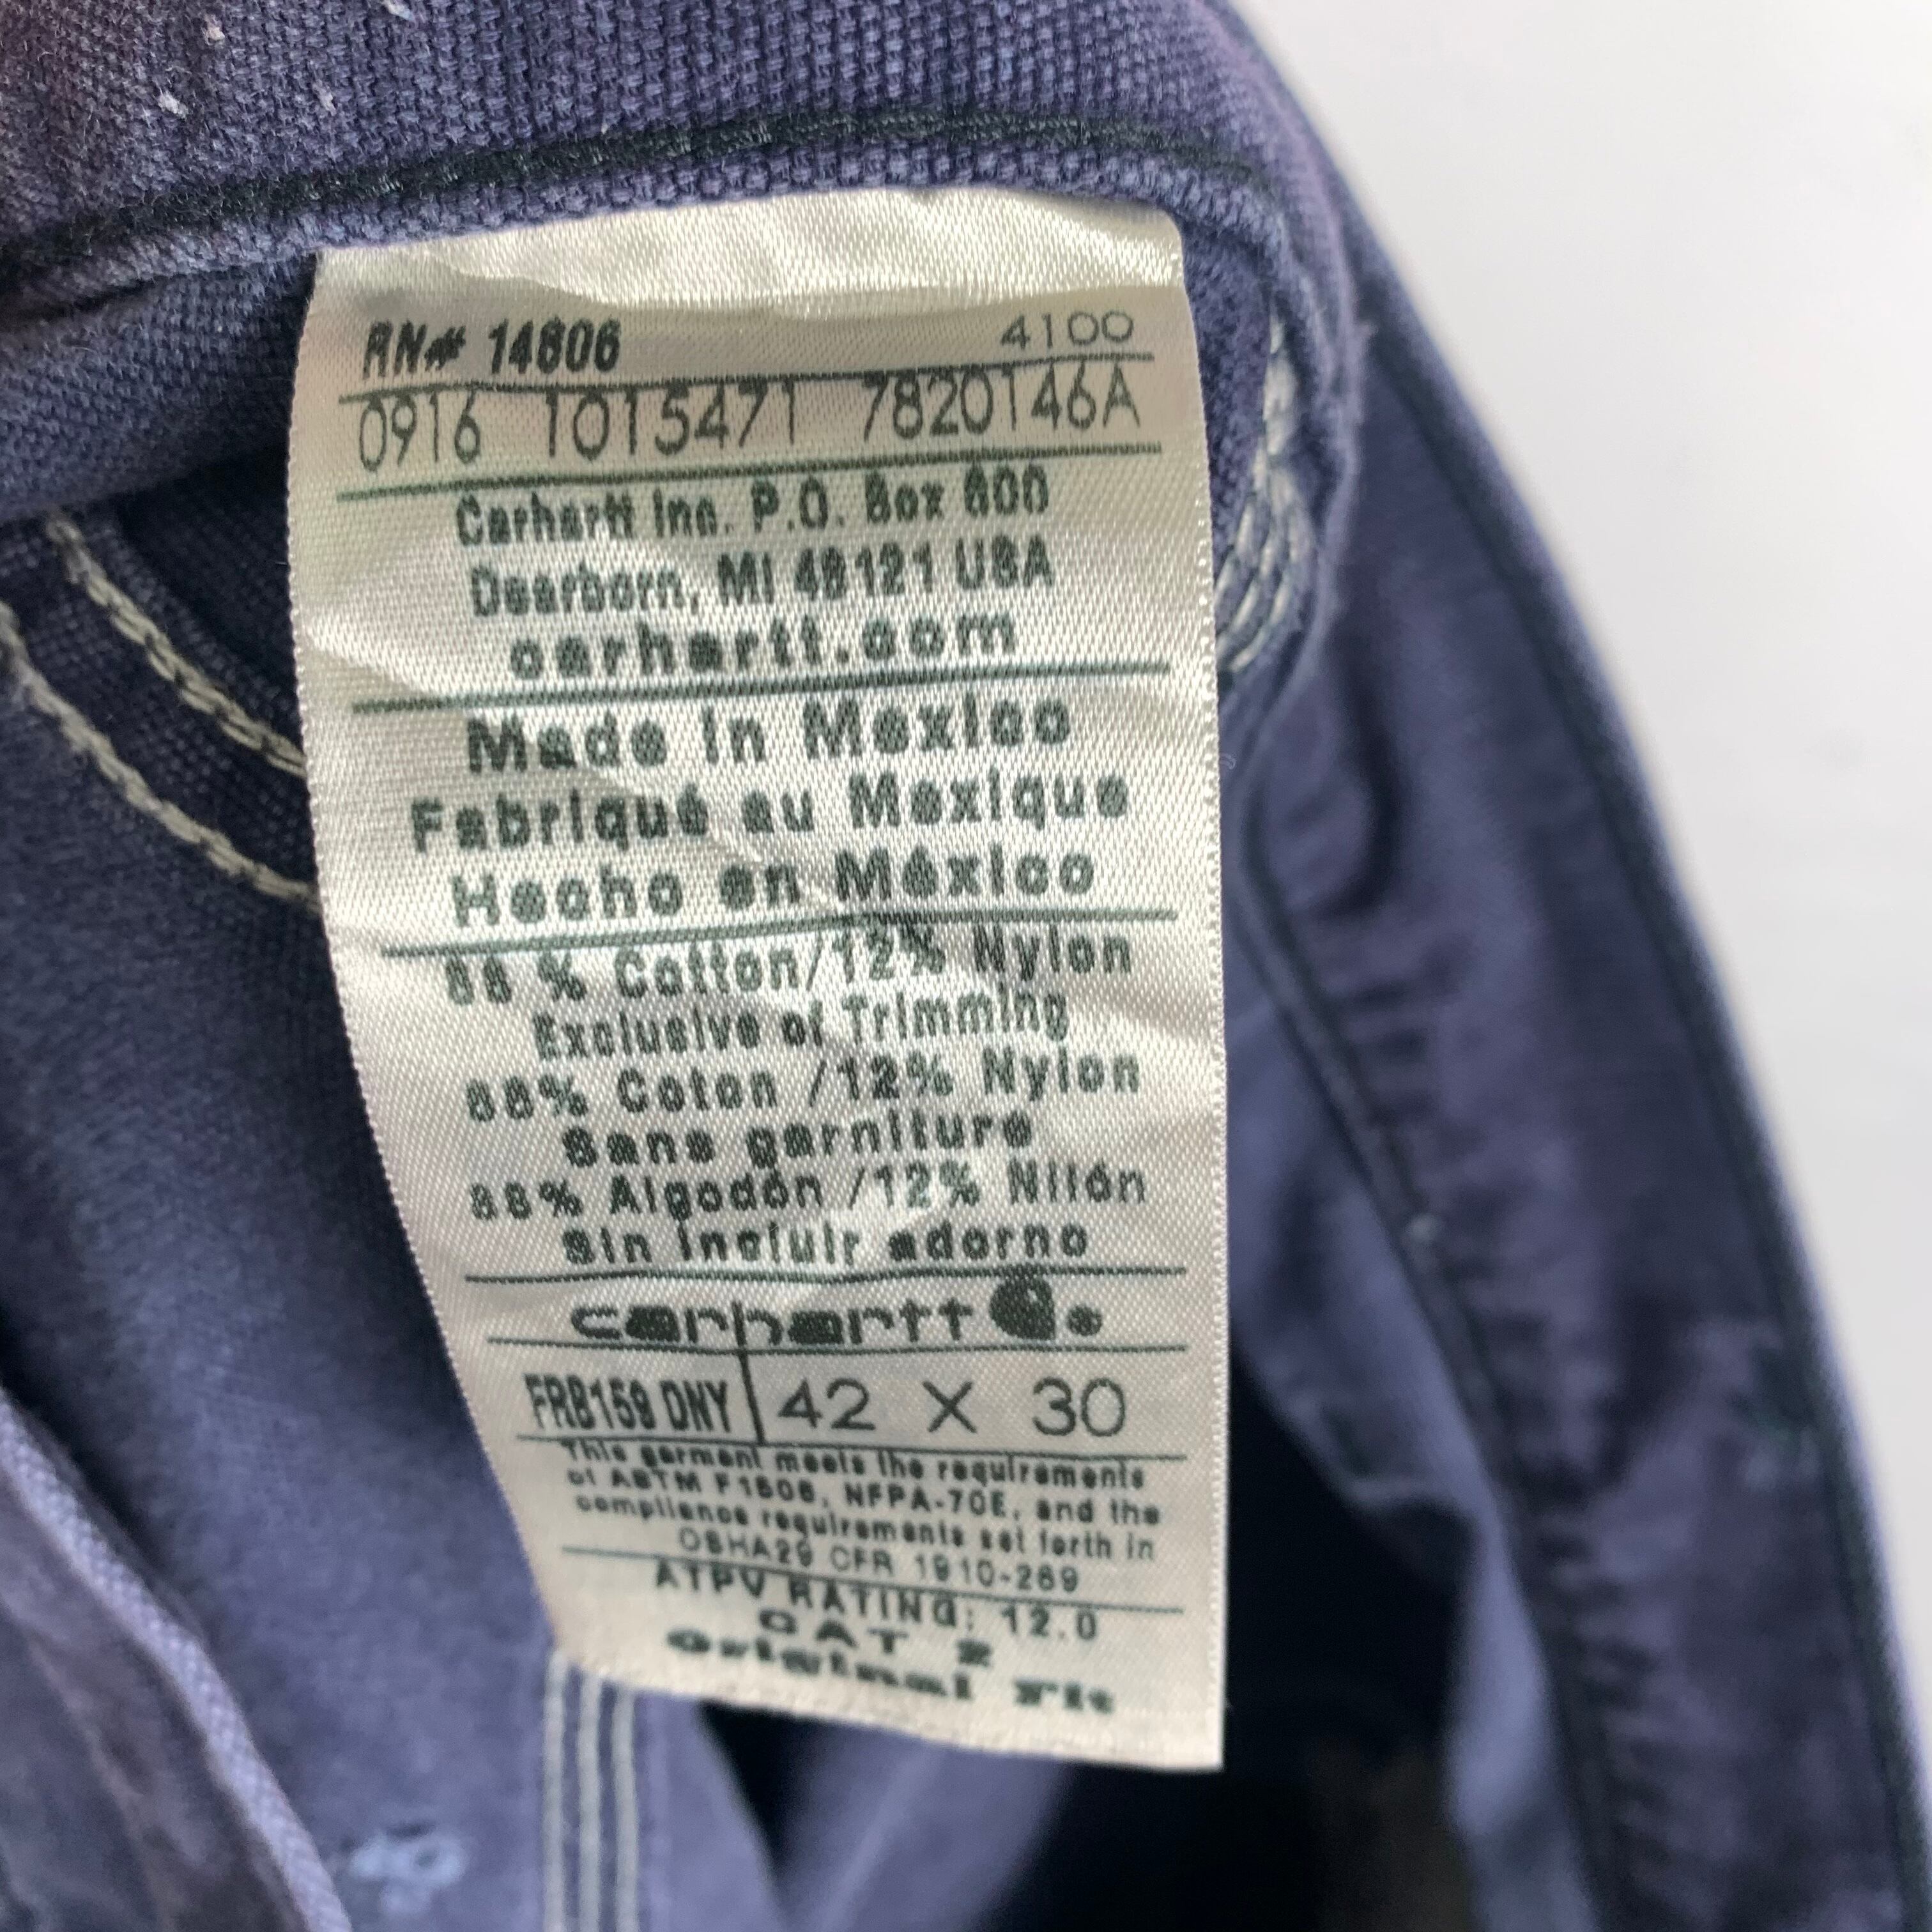 RN# 14806 4100
0916 1015471 7820146A
Carhartt Inc. P.O. Box 600
Dearborn, MI 48121 USA
carhartt.com
Made in Mexico
Fabriqué au Mexique
Hecho en México
88 % Cotton/12% Nylon
Exclusive of Trimming
88% Coton /12% Nylon
Sans garniture
88% Algodón /12% Nilón
Sin incluir adorno
carhartt
FRB159 DNY 42 X 30
This garment meets the requirements
of ASTM F1506, NFPA-70E, and the
compliance requirements set forth in
OSHA29 CFR 1910-269
ATPV RATING: 12.0
CAT 2
Original Fit